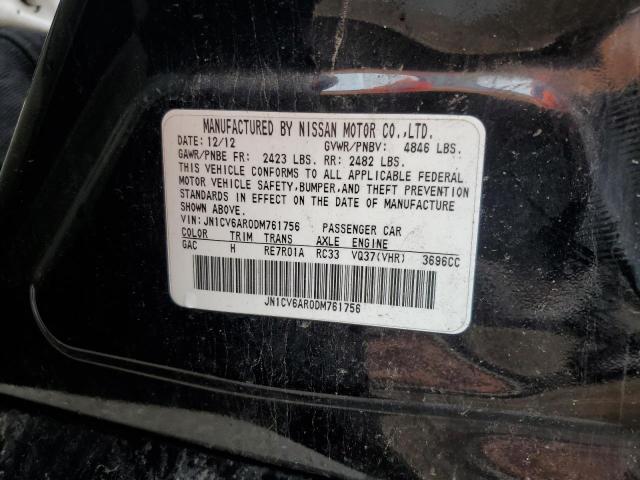 MANUFACTURED BY NISSAN MOTOR CO.,LTD.
DATE: 12/12 GVWR/PNBV: 4846 LBS.
GAWR/PNBE FR: 2423 LBS. RR: 2482 LBS.
THIS VEHICLE CONFORMS TO ALL APPLICABLE FEDERAL
MOTOR VEHICLE SAFETY,BUMPER,AND THEFT PREVENTION
STANDARDS IN EFFECT ON THE DATE OF MANUFACTURE
SHOWN ABOVE.
VIN: JN1CV6AR0DM761756 PASSENGER CAR
COLOR TRIM TRANS AXLE ENGINE
GAC H RE7R01A RC33 VQ37(VHR) 3696CC
JN1CV6AR0DM761756